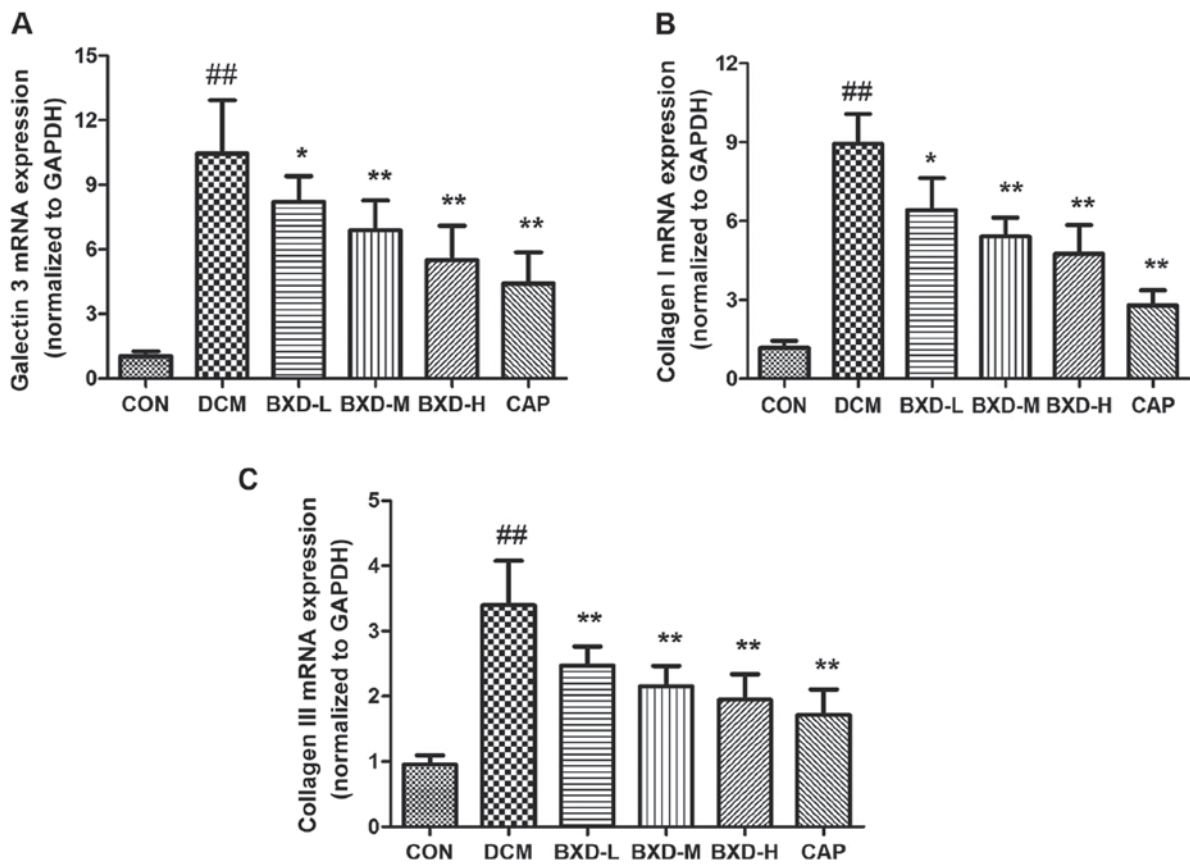 A
Galectin 3 mRNA expression
(normalized to GAPDH)
15
12
9
6
3
0
##
*
**
**
**
CON DCM BXD-L BXD-M BXD-H CAP
B
Collagen I mRNA expression
(normalized to GAPDH)
12
9
6
3
0
##
*
**
**
**
CON DCM BXD-L BXD-M BXD-H CAP
C
Collagen III mRNA expression
(normalized to GAPDH)
5
4
3
2
1
0
##
**
**
**
**
CON DCM BXD-L BXD-M BXD-H CAP